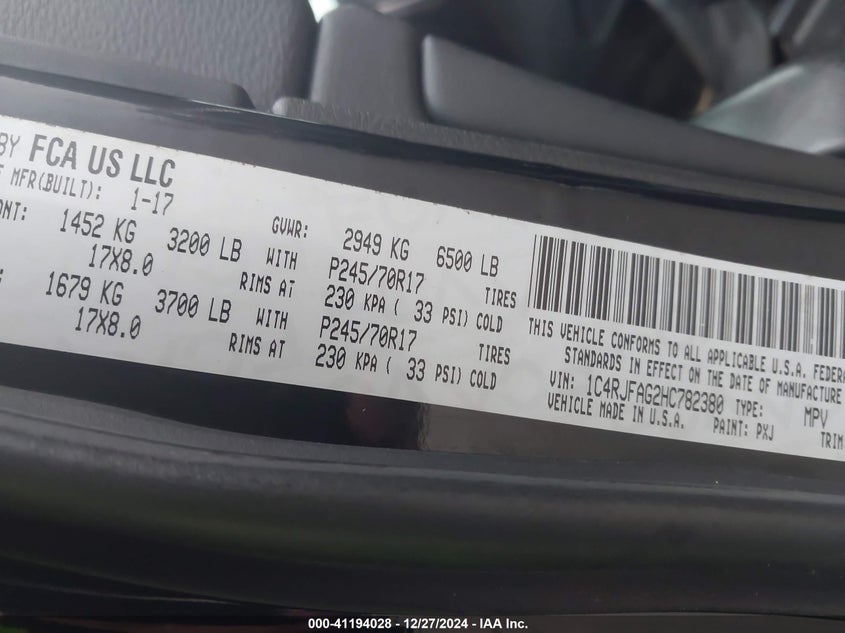 BY FCA US LLC
MFR(BUILT): 1-17
GVWR: 2949 KG 6500 LB
1452 KG 3200 LB WITH P245/70R17 TIRES
17X8.0 RIMS AT 230 KPA ( 33 PSI) COLD
1679 KG 3700 LB WITH P245/70R17 TIRES
17X8.0 RIMS AT 230 KPA ( 33 PSI) COLD
THIS VEHICLE CONFORMS TO ALL APPLICABLE U.S.A.
STANDARDS IN EFFECT ON THE DATE OF MANUFACTURE
VIN: 1C4RJFAG2HC782380 TYPE: MPV
VEHICLE MADE IN U.S.A. PAINT: PXJ TRIM
000-41194028 - 12/27/2024 - IAA Inc.